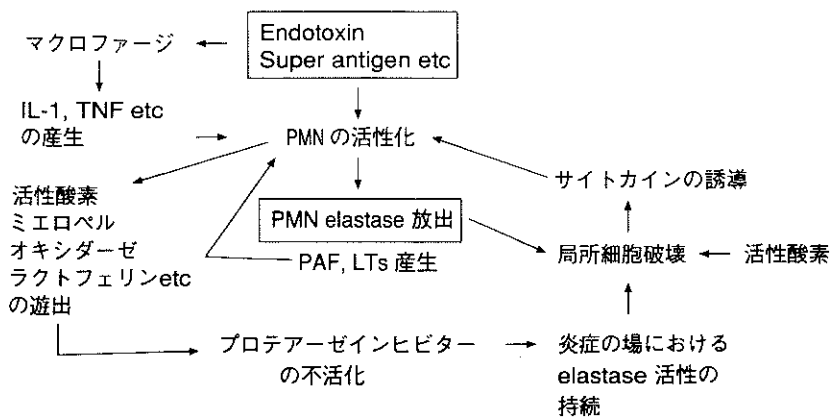 Endotoxin
Super antigen etc
マクロファージ
IL-1, TNF etc
の産生
PMN の活性化
サイトカインの誘導
活性酸素
ミエロペル
オキシダーゼ
ラクトフェリンetc
の遊出
PMN elastase 放出
PAF, LTs 産生
局所細胞破壊
活性酸素
プロテアーゼインヒビター
の不活化
炎症の場における
elastase 活性の
持続